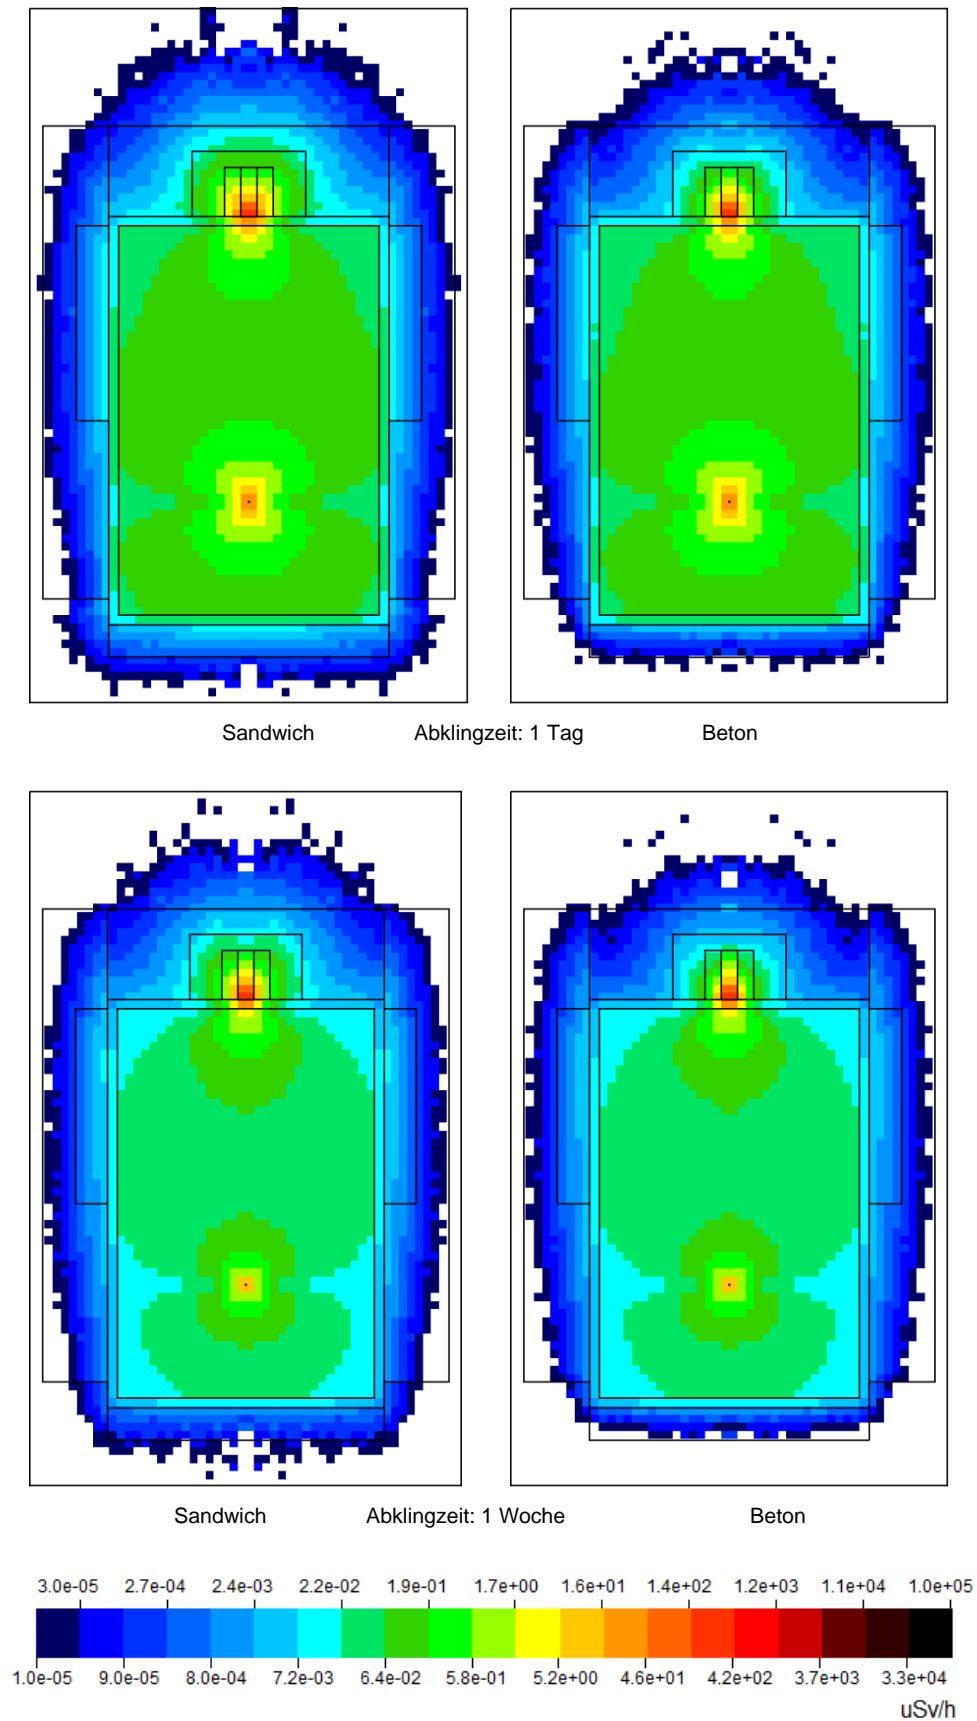 Sandwich Abklingzeit: 1 Tag Beton
Sandwich Abklingzeit: 1 Woche Beton
3.0e-05 2.7e-04 2.4e-03 2.2e-02 1.9e-01 1.7e+00 1.6e+01 1.4e+02 1.2e+03 1.1e+04 1.0e+05
1.0e-05 9.0e-05 8.0e-04 7.2e-03 6.4e-02 5.8e-01 5.2e+00 4.6e+01 4.2e+02 3.7e+03 3.3e+04
uSv/h